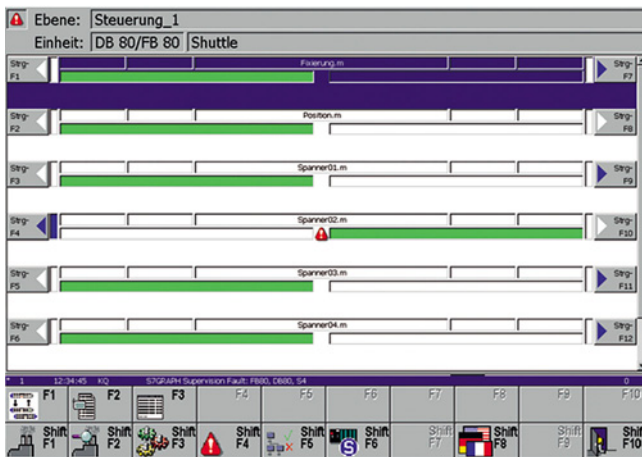 Ebene: Steuerung_1
Einheit: DB 80/FB 80 Shuttle
Strg- F1 Fixierung.m Strg- F7
Strg- F2 Position.m Strg- F8
Strg- F3 Spanner01.m Strg- F9
Strg- F4 Spanner02.m Strg- F10
Strg- F5 Spanner03.m Strg- F11
Strg- F6 Spanner04.m Strg- F12
* 1 12:34:45 KQ S7GRAPH Supervision Fault: FB80, DB80, S4 0
F1 F2 F3 F4 F5 F6 F7 F8 F9 F10
Shift F1 Shift F2 Shift F3 Shift F4 Shift F5 Shift F6 Shift F7 Shift F8 Shift F9 Shift F10